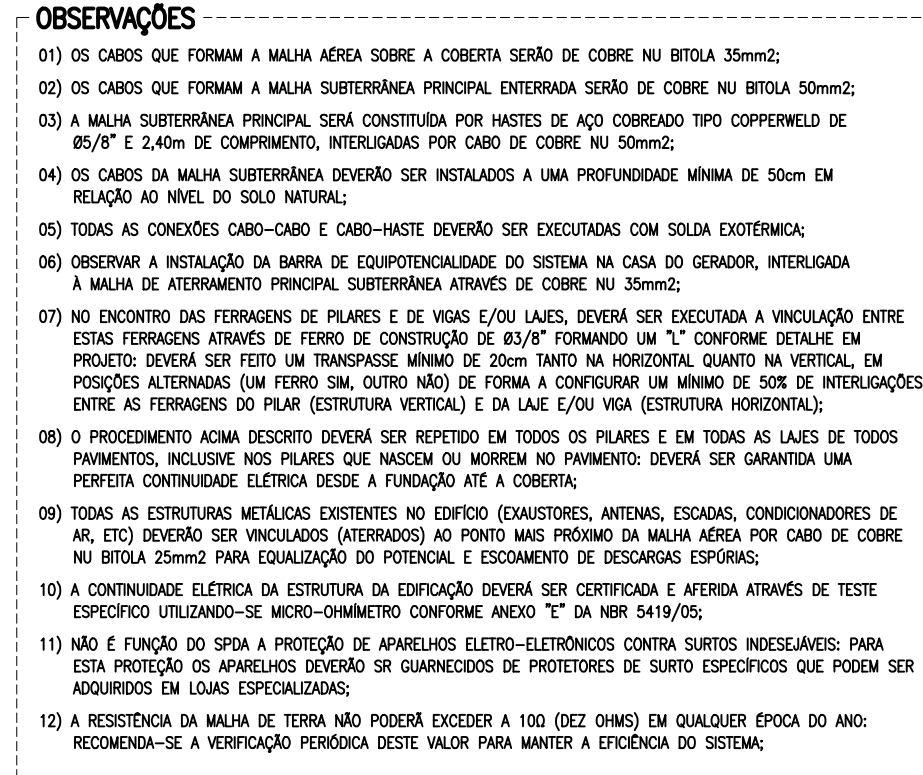 OBSERVAÇÕES
01) OS CABOS QUE FORMAM A MALHA AÉREA SOBRE A COBERTA SERÃO DE COBRE NU BITOLA 35mm2;
02) OS CABOS QUE FORMAM A MALHA SUBTERRÂNEA PRINCIPAL ENTERRADA SERÃO DE COBRE NU BITOLA 50mm2;
03) A MALHA SUBTERRÂNEA PRINCIPAL SERÁ CONSTITUÍDA POR HASTES DE AÇO COBREADO TIPO COPPERWELD DE
Ø5/8" E 2,40m DE COMPRIMENTO, INTERLIGADAS POR CABO DE COBRE NU 50mm2;
04) OS CABOS DA MALHA SUBTERRÂNEA DEVERÃO SER INSTALADOS A UMA PROFUNDIDADE MÍNIMA DE 50cm EM
RELAÇÃO AO NÍVEL DO SOLO NATURAL;
05) TODAS AS CONEXÕES CABO-CABO E CABO-HASTE DEVERÃO SER EXECUTADAS COM SOLDA EXOTÉRMICA;
06) OBSERVAR A INSTALAÇÃO DA BARRA DE EQUIPOTENCIALIDADE DO SISTEMA NA CASA DO GERADOR, INTERLIGADA
À MALHA DE ATERRAMENTO PRINCIPAL SUBTERRÂNEA ATRAVÉS DE COBRE NU 35mm2;
07) NO ENCONTRO DAS FERRAGENS DE PILARES E DE VIGAS E/OU LAJES, DEVERÁ SER EXECUTADA A VINCULAÇÃO ENTRE
ESTAS FERRAGENS ATRAVÉS DE FERRO DE CONSTRUÇÃO DE Ø3/8" FORMANDO UM "L" CONFORME DETALHE EM
PROJETO: DEVERÁ SER FEITO UM TRANSPASSE MÍNIMO DE 20cm TANTO NA HORIZONTAL QUANTO NA VERTICAL, EM
POSIÇÕES ALTERNADAS (UM FERRO SIM, OUTRO NÃO) DE FORMA A CONFIGURAR UM MÍNIMO DE 50% DE INTERLIGAÇÕES
ENTRE AS FERRAGENS DO PILAR (ESTRUTURA VERTICAL) E DA LAJE E/OU VIGA (ESTRUTURA HORIZONTAL);
08) O PROCEDIMENTO ACIMA DESCRITO DEVERÁ SER REPETIDO EM TODOS OS PILARES E EM TODAS AS LAJES DE TODOS
PAVIMENTOS, INCLUSIVE NOS PILARES QUE NASCEM OU MORREM NO PAVIMENTO: DEVERÁ SER GARANTIDA UMA
PERFEITA CONTINUIDADE ELÉTRICA DESDE A FUNDAÇÃO ATÉ A COBERTA;
09) TODAS AS ESTRUTURAS METÁLICAS EXISTENTES NO EDIFÍCIO (EXAUSTORES, ANTENAS, ESCADAS, CONDICIONADORES DE
AR, ETC) DEVERÃO SER VINCULADOS (ATERRADOS) AO PONTO MAIS PRÓXIMO DA MALHA AÉREA POR CABO DE COBRE
NU BITOLA 25mm2 PARA EQUALIZAÇÃO DO POTENCIAL E ESCOAMENTO DE DESCARGAS ESPÚRIAS;
10) A CONTINUIDADE ELÉTRICA DA ESTRUTURA DA EDIFICAÇÃO DEVERÁ SER CERTIFICADA E AFERIDA ATRAVÉS DE TESTE
ESPECÍFICO UTILIZANDO-SE MICRO-OHMÍMETRO CONFORME ANEXO "E" DA NBR 5419/05;
11) NÃO É FUNÇÃO DO SPDA A PROTEÇÃO DE APARELHOS ELETRO-ELETRÔNICOS CONTRA SURTOS INDESEJÁVEIS: PARA
ESTA PROTEÇÃO OS APARELHOS DEVERÃO SR GUARNECIDOS DE PROTETORES DE SURTO ESPECÍFICOS QUE PODEM SER
ADQUIRIDOS EM LOJAS ESPECIALIZADAS;
12) A RESISTÊNCIA DA MALHA DE TERRA NÃO PODERÃ EXCEDER A 10Ω (DEZ OHMS) EM QUALQUER ÉPOCA DO ANO:
RECOMENDA-SE A VERIFICAÇÃO PERIÓDICA DESTE VALOR PARA MANTER A EFICIÊNCIA DO SISTEMA;